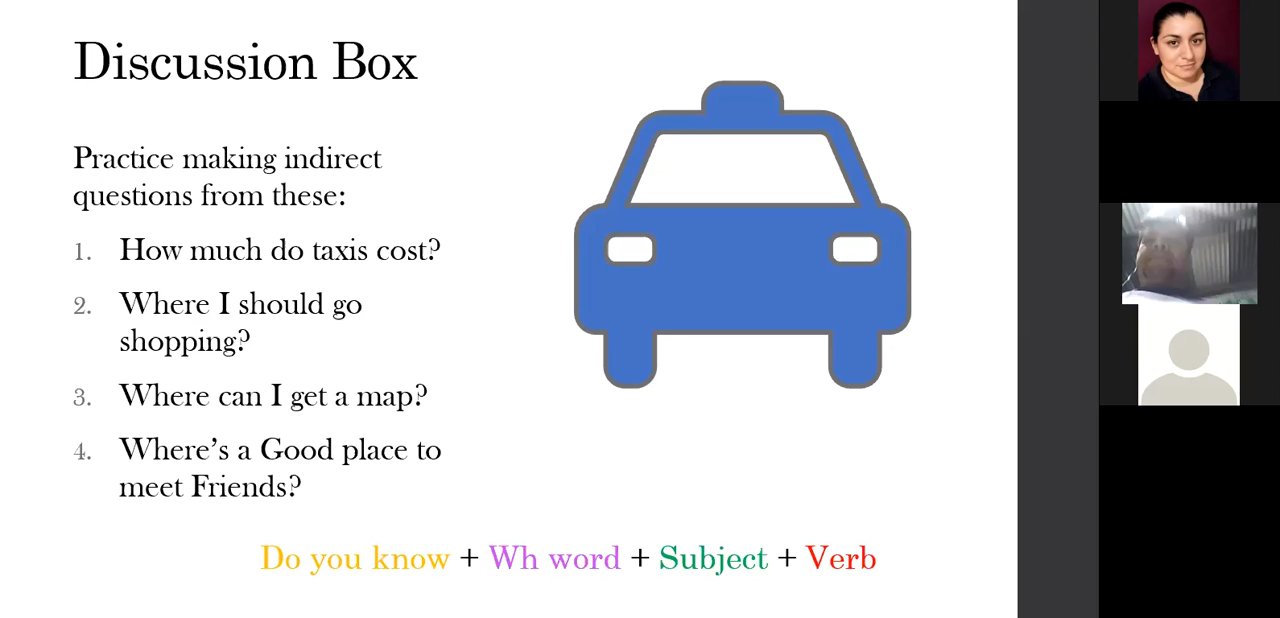 Discussion Box
Practice making indirect
questions from these:
1. How much do taxis cost?
2. Where I should go
shopping?
3. Where can I get a map?
4. Where's a Good place to
meet Friends?
Do you know + Wh word + Subject + Verb